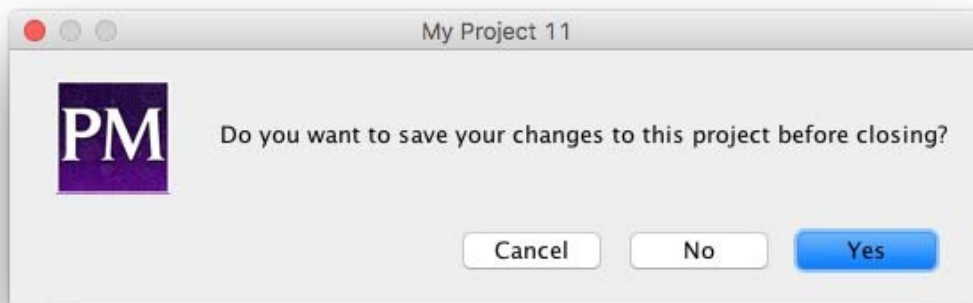 My Project 11
PM
Do you want to save your changes to this project before closing?
Cancel No Yes